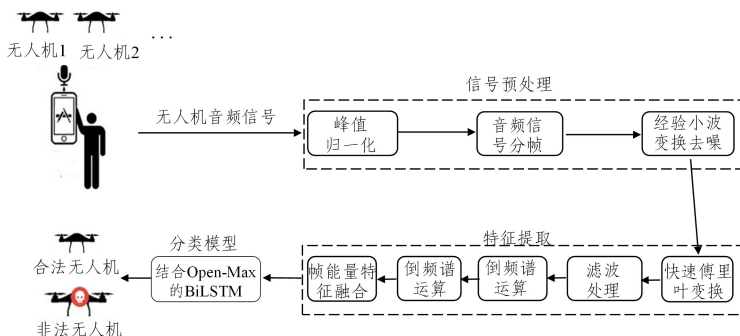 无人机1 无人机2 ...
信号预处理
无人机音频信号
峰值
归一化
音频信
号分帧
经验小波
变换去噪
分类模型
特征提取
合法无人机
结合Open-Max
的BiLSTM
帧能量特
征融合
倒频谱
运算
倒频谱
运算
滤波
处理
快速傅里
叶变换
非法无人机